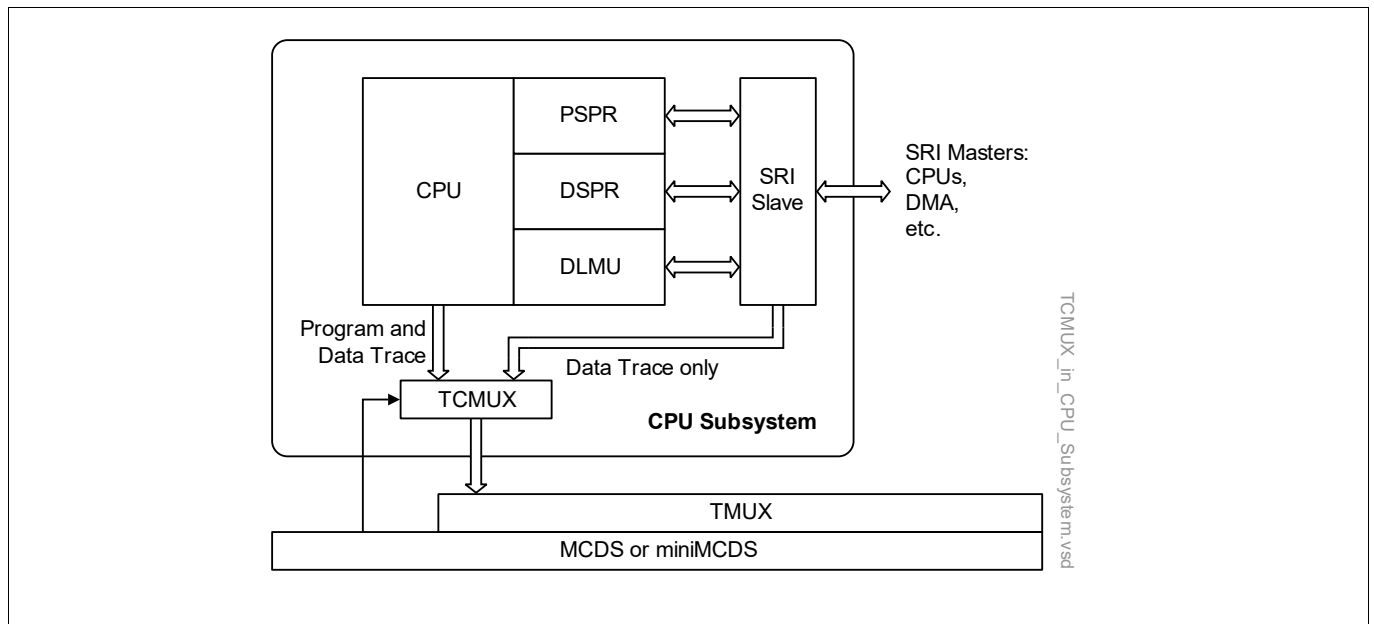 CPU
PSPR
DSPR
DLMU
SRI
Slave
SRI Masters:
CPUs,
DMA,
etc.
Program and
Data Trace
Data Trace only
TCMUX
CPU Subsystem
TMUX
MCDS or miniMCDS
TCMUX_in_CPU_Subsystem.vsd